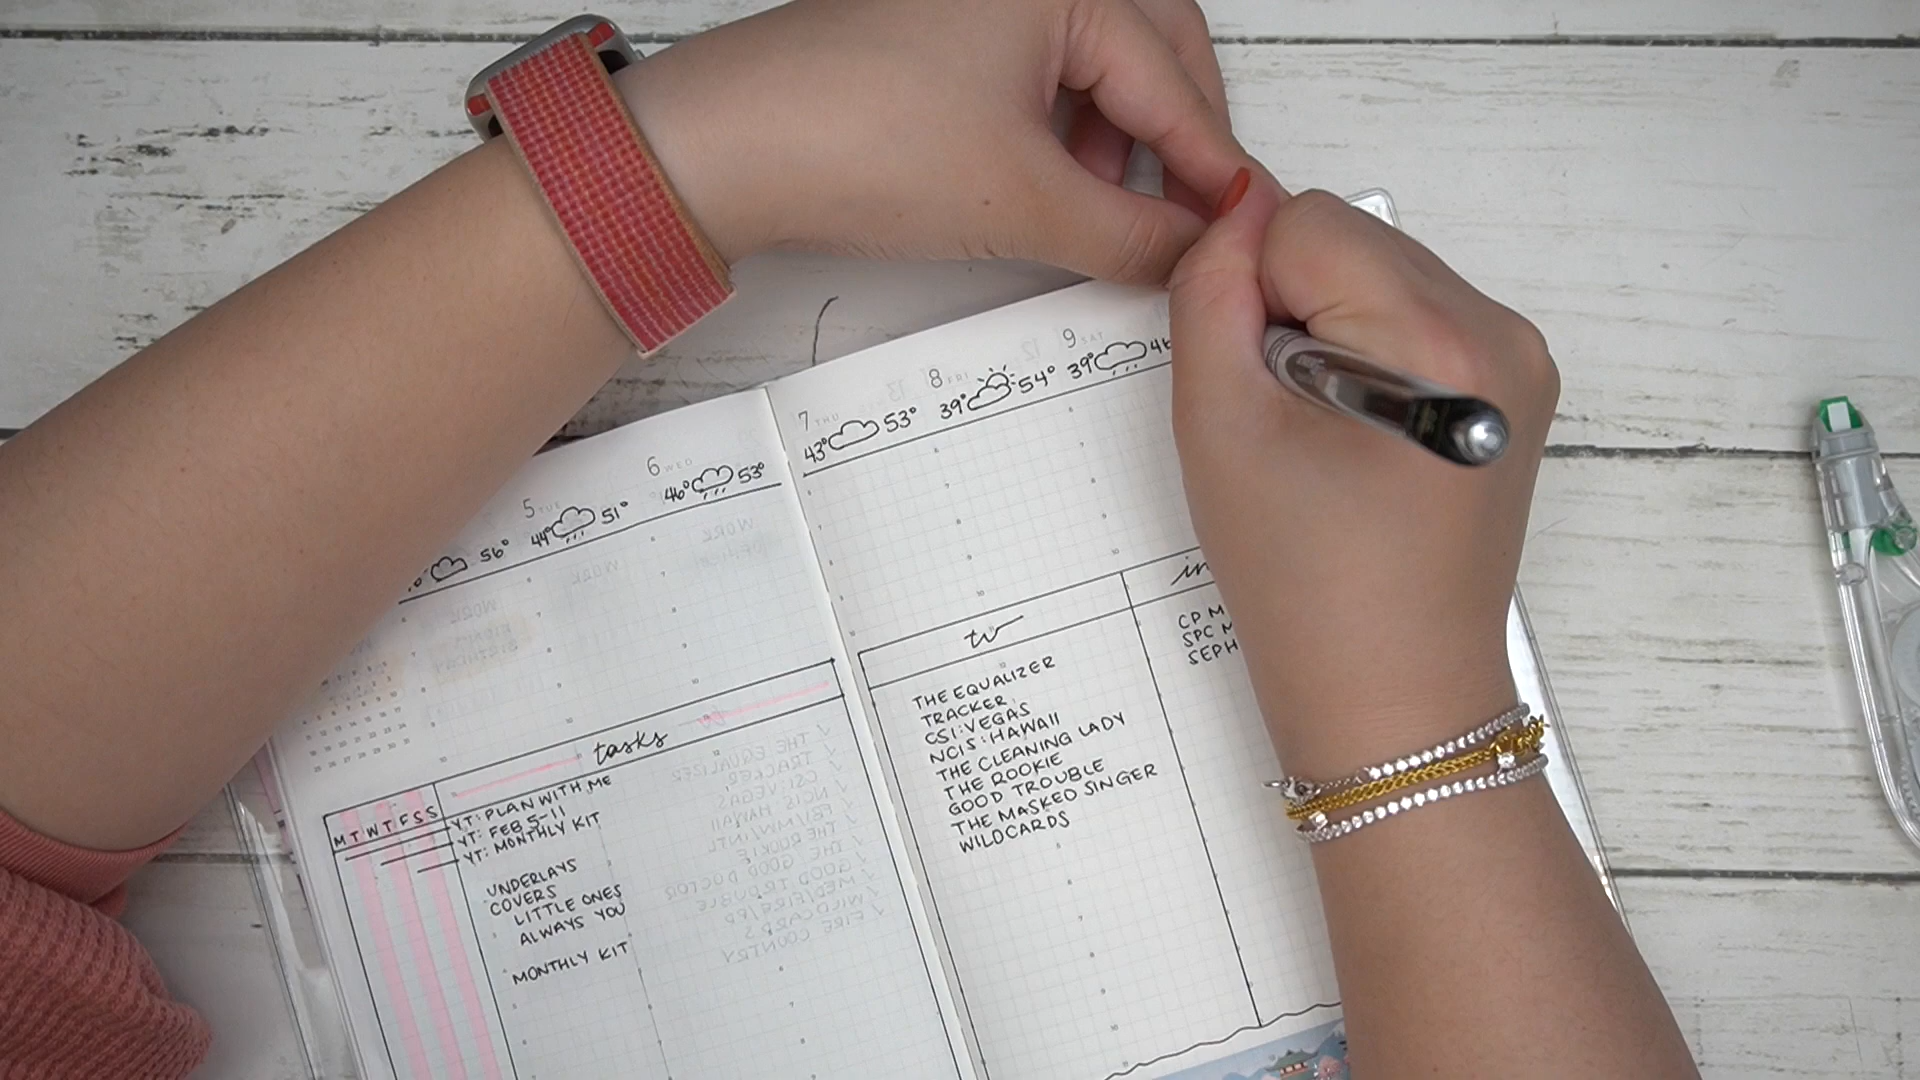 5 TUE
6 WED
56°
44° 51°
46° 53°
7 THU
8 FRI
9 SAT
43° 53°
39° 54°
39° 46
tasks
M T W T F S S
YT: PLAN WITH ME
YT: FEB 5-11
YT: MONTHLY KIT
UNDERLAYS
COVERS
LITTLE ONES
ALWAYS YOU
MONTHLY KIT
tv
THE EQUALIZER
TRACKER
CSI: VEGAS
NCIS: HAWAII
THE CLEANING LADY
THE ROOKIE
GOOD TROUBLE
THE MASKED SINGER
WILDCARDS
in
CP M
SPC M
SEPH